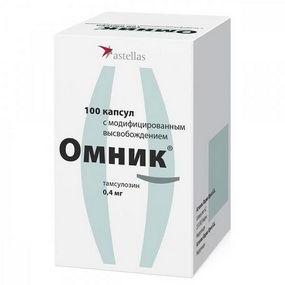 astellas
100 капсул
с модифицированным
высвобождением
Омник®
тамсулозин
0,4 мг